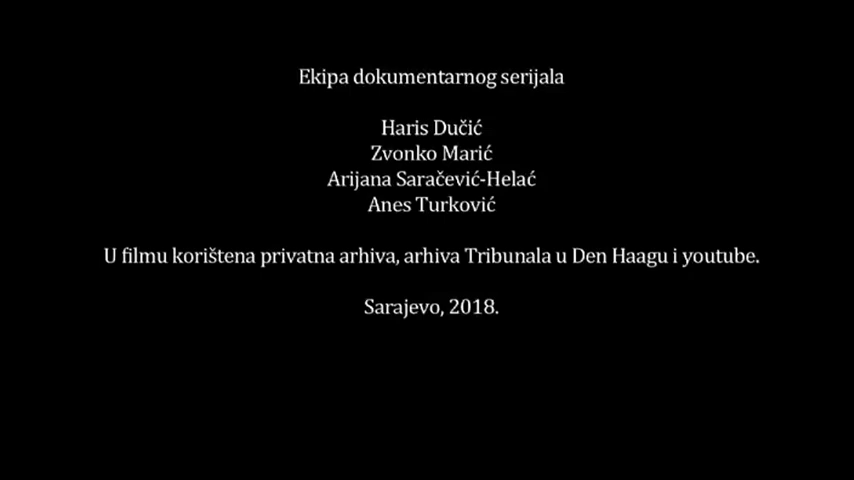 Ekipa dokumentarnog serijala
Haris Dučić
Zvonko Marić
Arijana Saračević-Helać
Anes Turković
U filmu korištena privatna arhiva, arhiva Tribunala u Den Haagu i youtube.
Sarajevo, 2018.